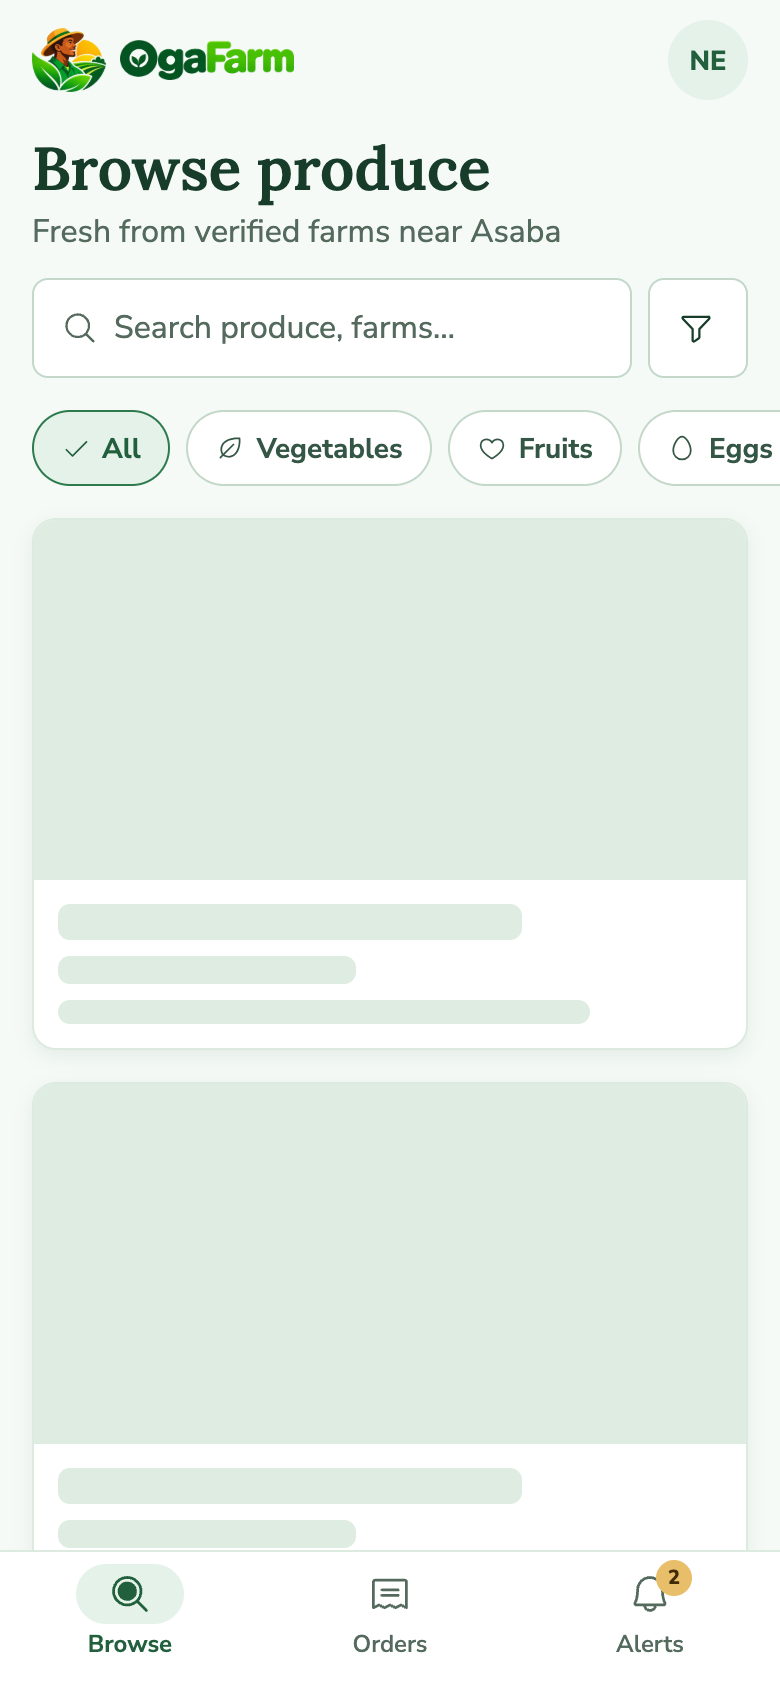 OgaFarm
NE
Browse produce
Fresh from verified farms near Asaba
Search produce, farms...
All
Vegetables
Fruits
Eggs
2
Browse
Orders
Alerts